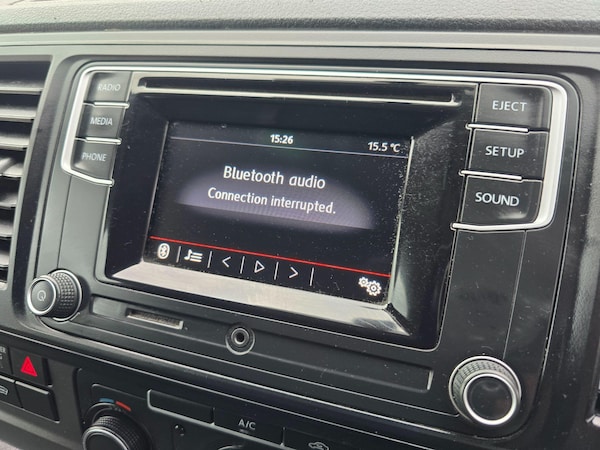 RADIO
MEDIA
PHONE
15:26 15.5 °C
Bluetooth audio
Connection interrupted.
EJECT
SETUP
SOUND
A/C